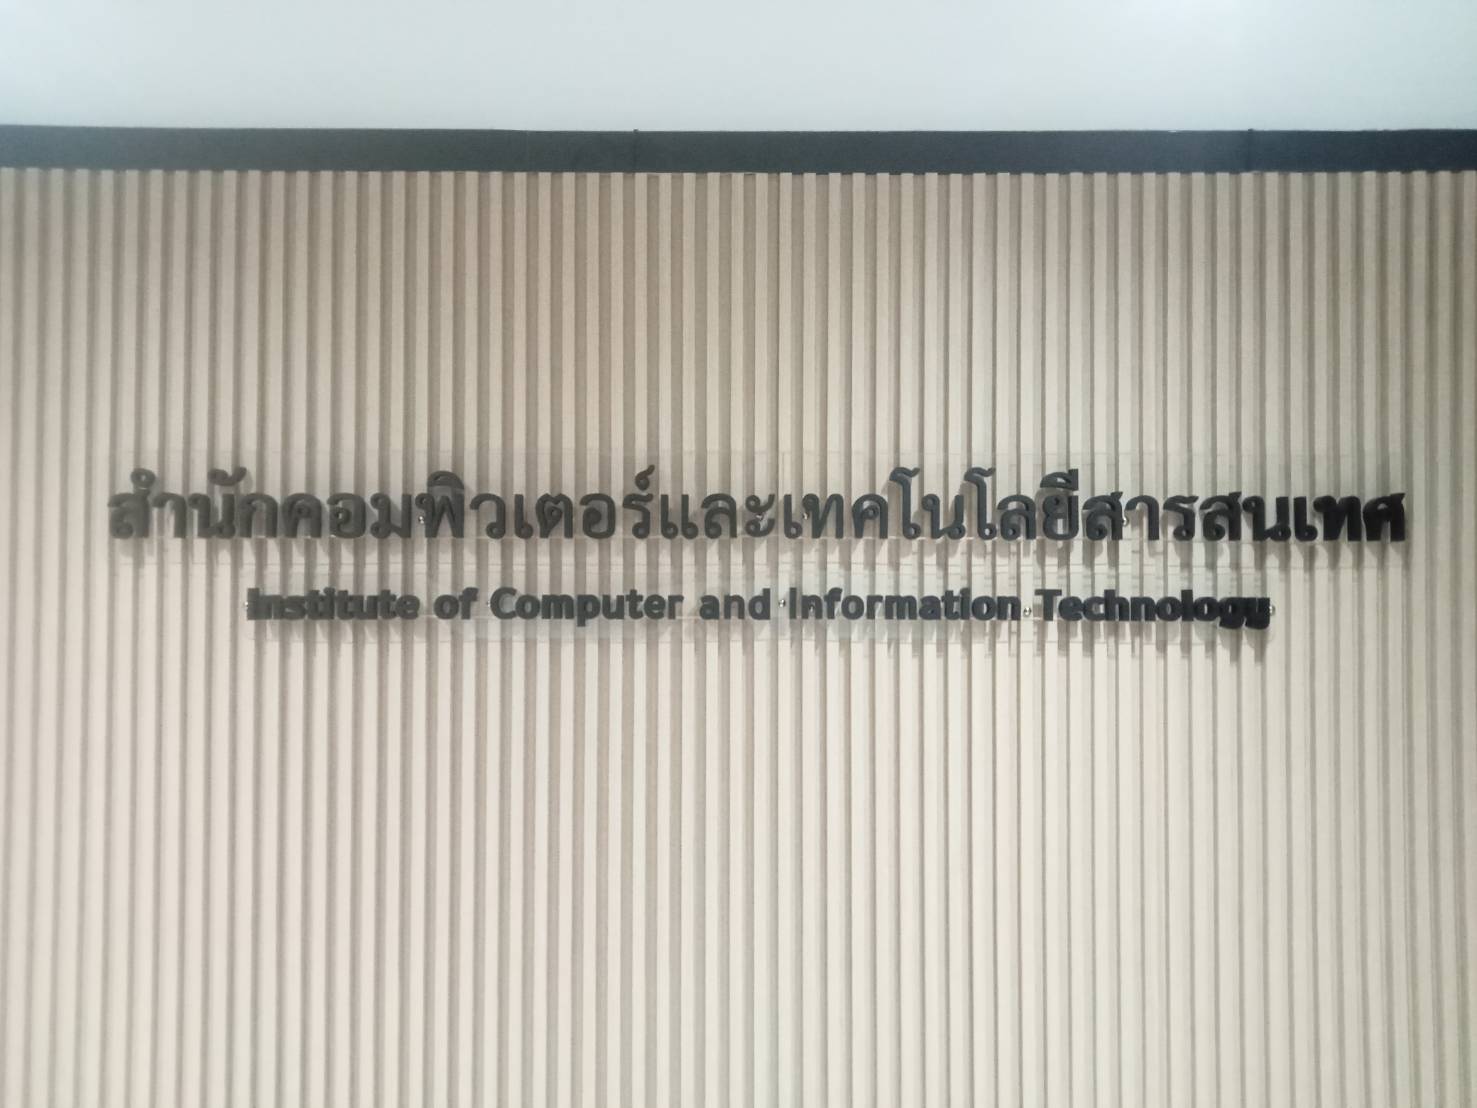 สำนักคอมพิวเตอร์และเทคโนโลยีสารสนเทศ
Institute of Computer and Information Technology